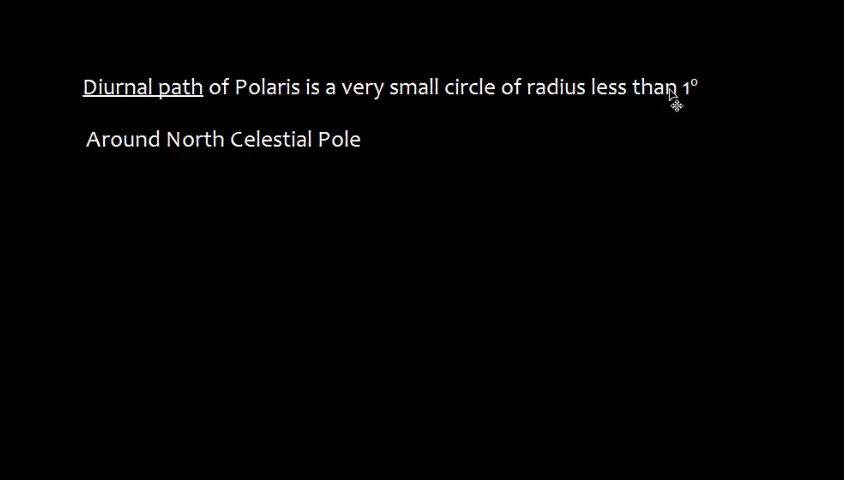 Diurnal path of Polaris is a very small circle of radius less than 1°
Around North Celestial Pole